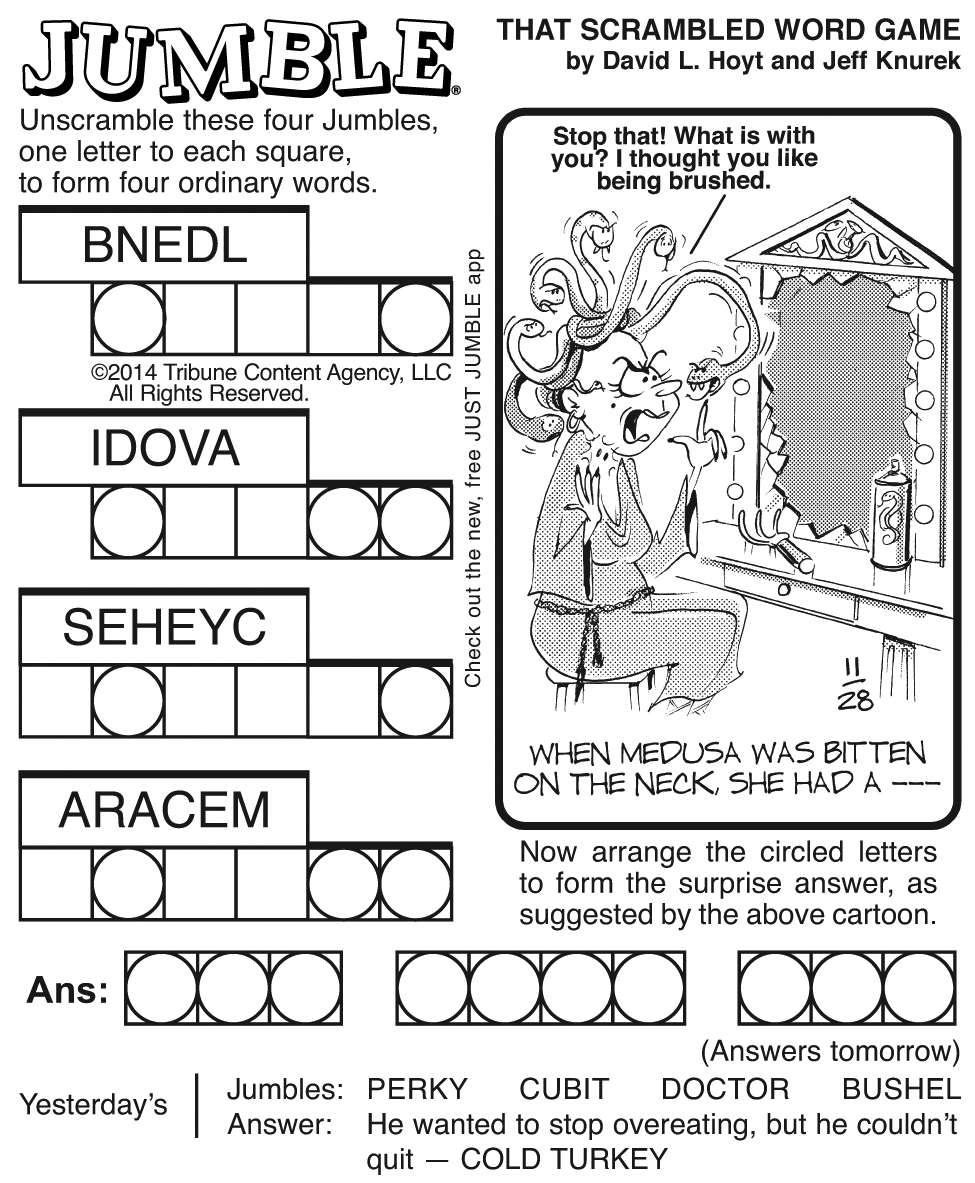 JUMBLE®
THAT SCRAMBLED WORD GAME
by David L. Hoyt and Jeff Knurek
Unscramble these four Jumbles,
one letter to each square,
to form four ordinary words.
BNEDL
©2014 Tribune Content Agency, LLC
All Rights Reserved.
IDOVA
SEHEYC
ARACEM
Check out the new, free JUST JUMBLE app
Stop that! What is with
you? I thought you like
being brushed.
11
28
WHEN MEDUSA WAS BITTEN
ON THE NECK, SHE HAD A ---
Now arrange the circled letters
to form the surprise answer, as
suggested by the above cartoon.
Ans:
(Answers tomorrow)
Yesterday's
Jumbles: PERKY CUBIT DOCTOR BUSHEL
Answer: He wanted to stop overeating, but he couldn't
quit — COLD TURKEY